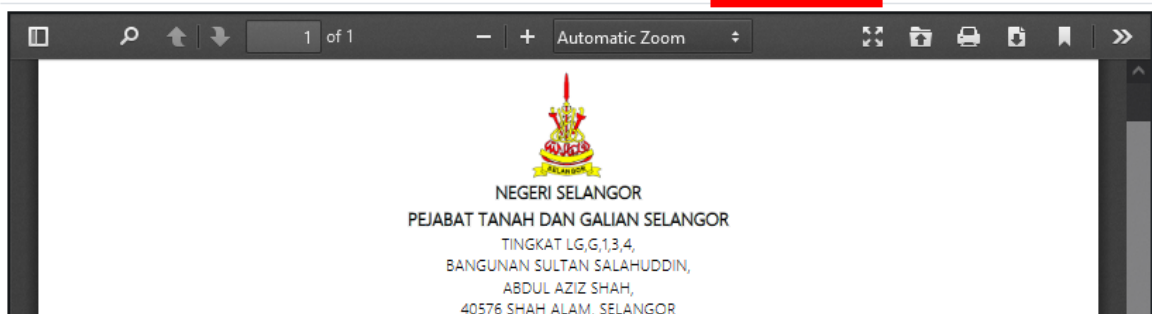 1 of 1 Automatic Zoom
SELANGOR
NEGERI SELANGOR
PEJABAT TANAH DAN GALIAN SELANGOR
TINGKAT LG,G,1,3,4,
BANGUNAN SULTAN SALAHUDDIN,
ABDUL AZIZ SHAH,
40576 SHAH ALAM, SELANGOR